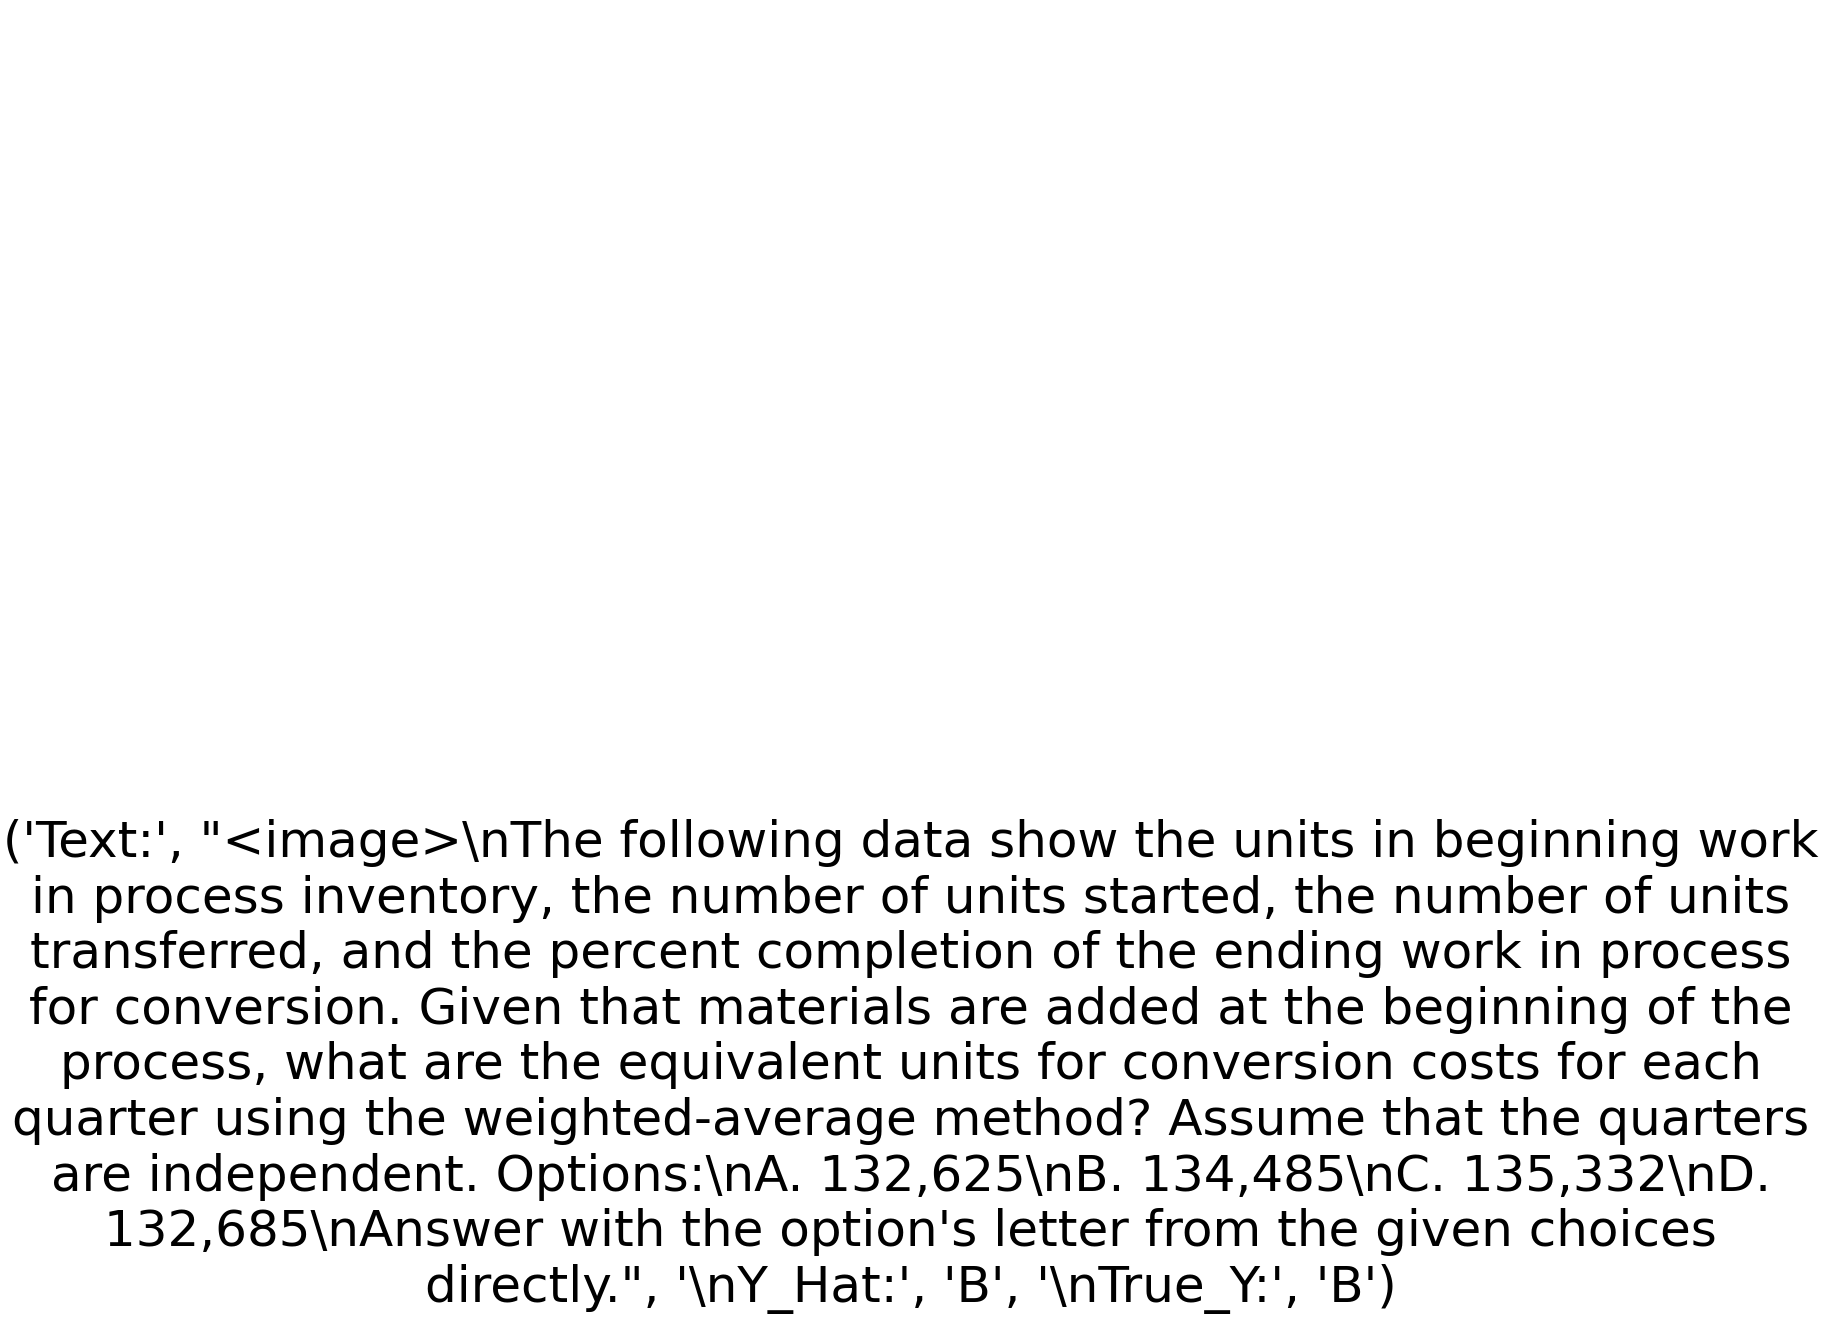 ('Text:', "<image>\nThe following data show the units in beginning work
in process inventory, the number of units started, the number of units
transferred, and the percent completion of the ending work in process
for conversion. Given that materials are added at the beginning of the
process, what are the equivalent units for conversion costs for each
quarter using the weighted-average method? Assume that the quarters
are independent. Options:\nA. 132,625\nB. 134,485\nC. 135,332\nD.
132,685\nAnswer with the option's letter from the given choices
directly.", '\nY_Hat:', 'B', '\nTrue_Y:', 'B')